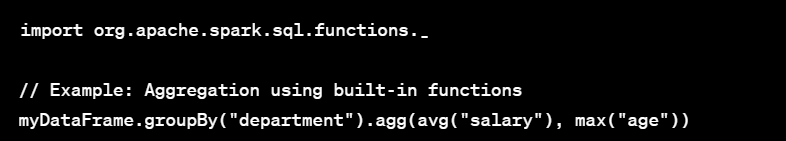 import org.apache.spark.sql.functions._
// Example: Aggregation using built-in functions
myDataFrame.groupBy("department").agg(avg("salary"), max("age"))